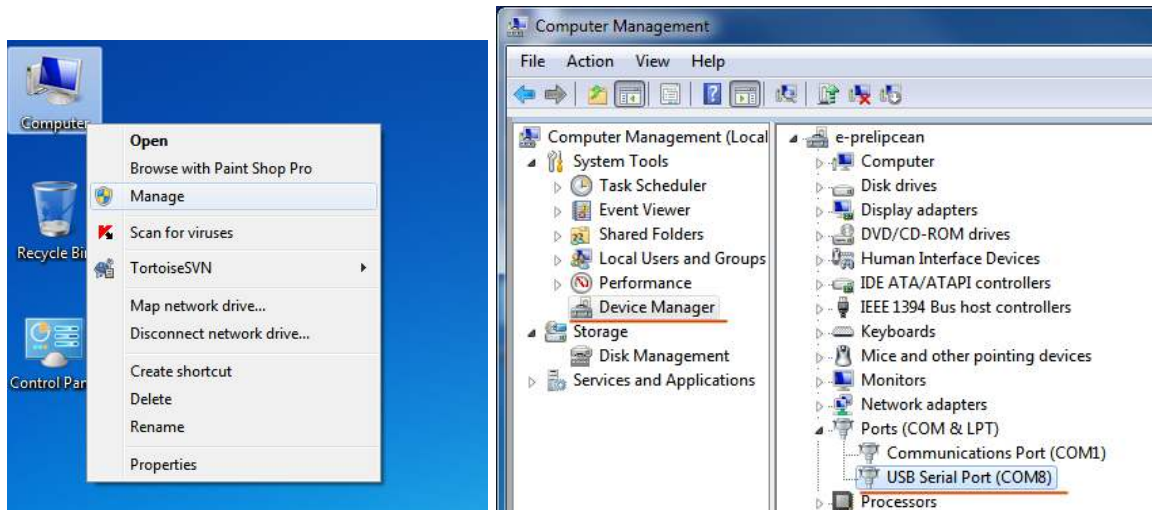 Computer
Recycle Bi
Control Pan
Open
Browse with Paint Shop Pro
Manage
Scan for viruses
TortoiseSVN
Map network drive...
Disconnect network drive...
Create shortcut
Delete
Rename
Properties
Computer Management
File Action View Help
Computer Management (Local
System Tools
Task Scheduler
Event Viewer
Shared Folders
Local Users and Groups
Performance
Device Manager
Storage
Disk Management
Services and Applications
e-prelipcean
Computer
Disk drives
Display adapters
DVD/CD-ROM drives
Human Interface Devices
IDE ATA/ATAPI controllers
IEEE 1394 Bus host controllers
Keyboards
Mice and other pointing devices
Monitors
Network adapters
Ports (COM & LPT)
Communications Port (COM1)
USB Serial Port (COM8)
Processors